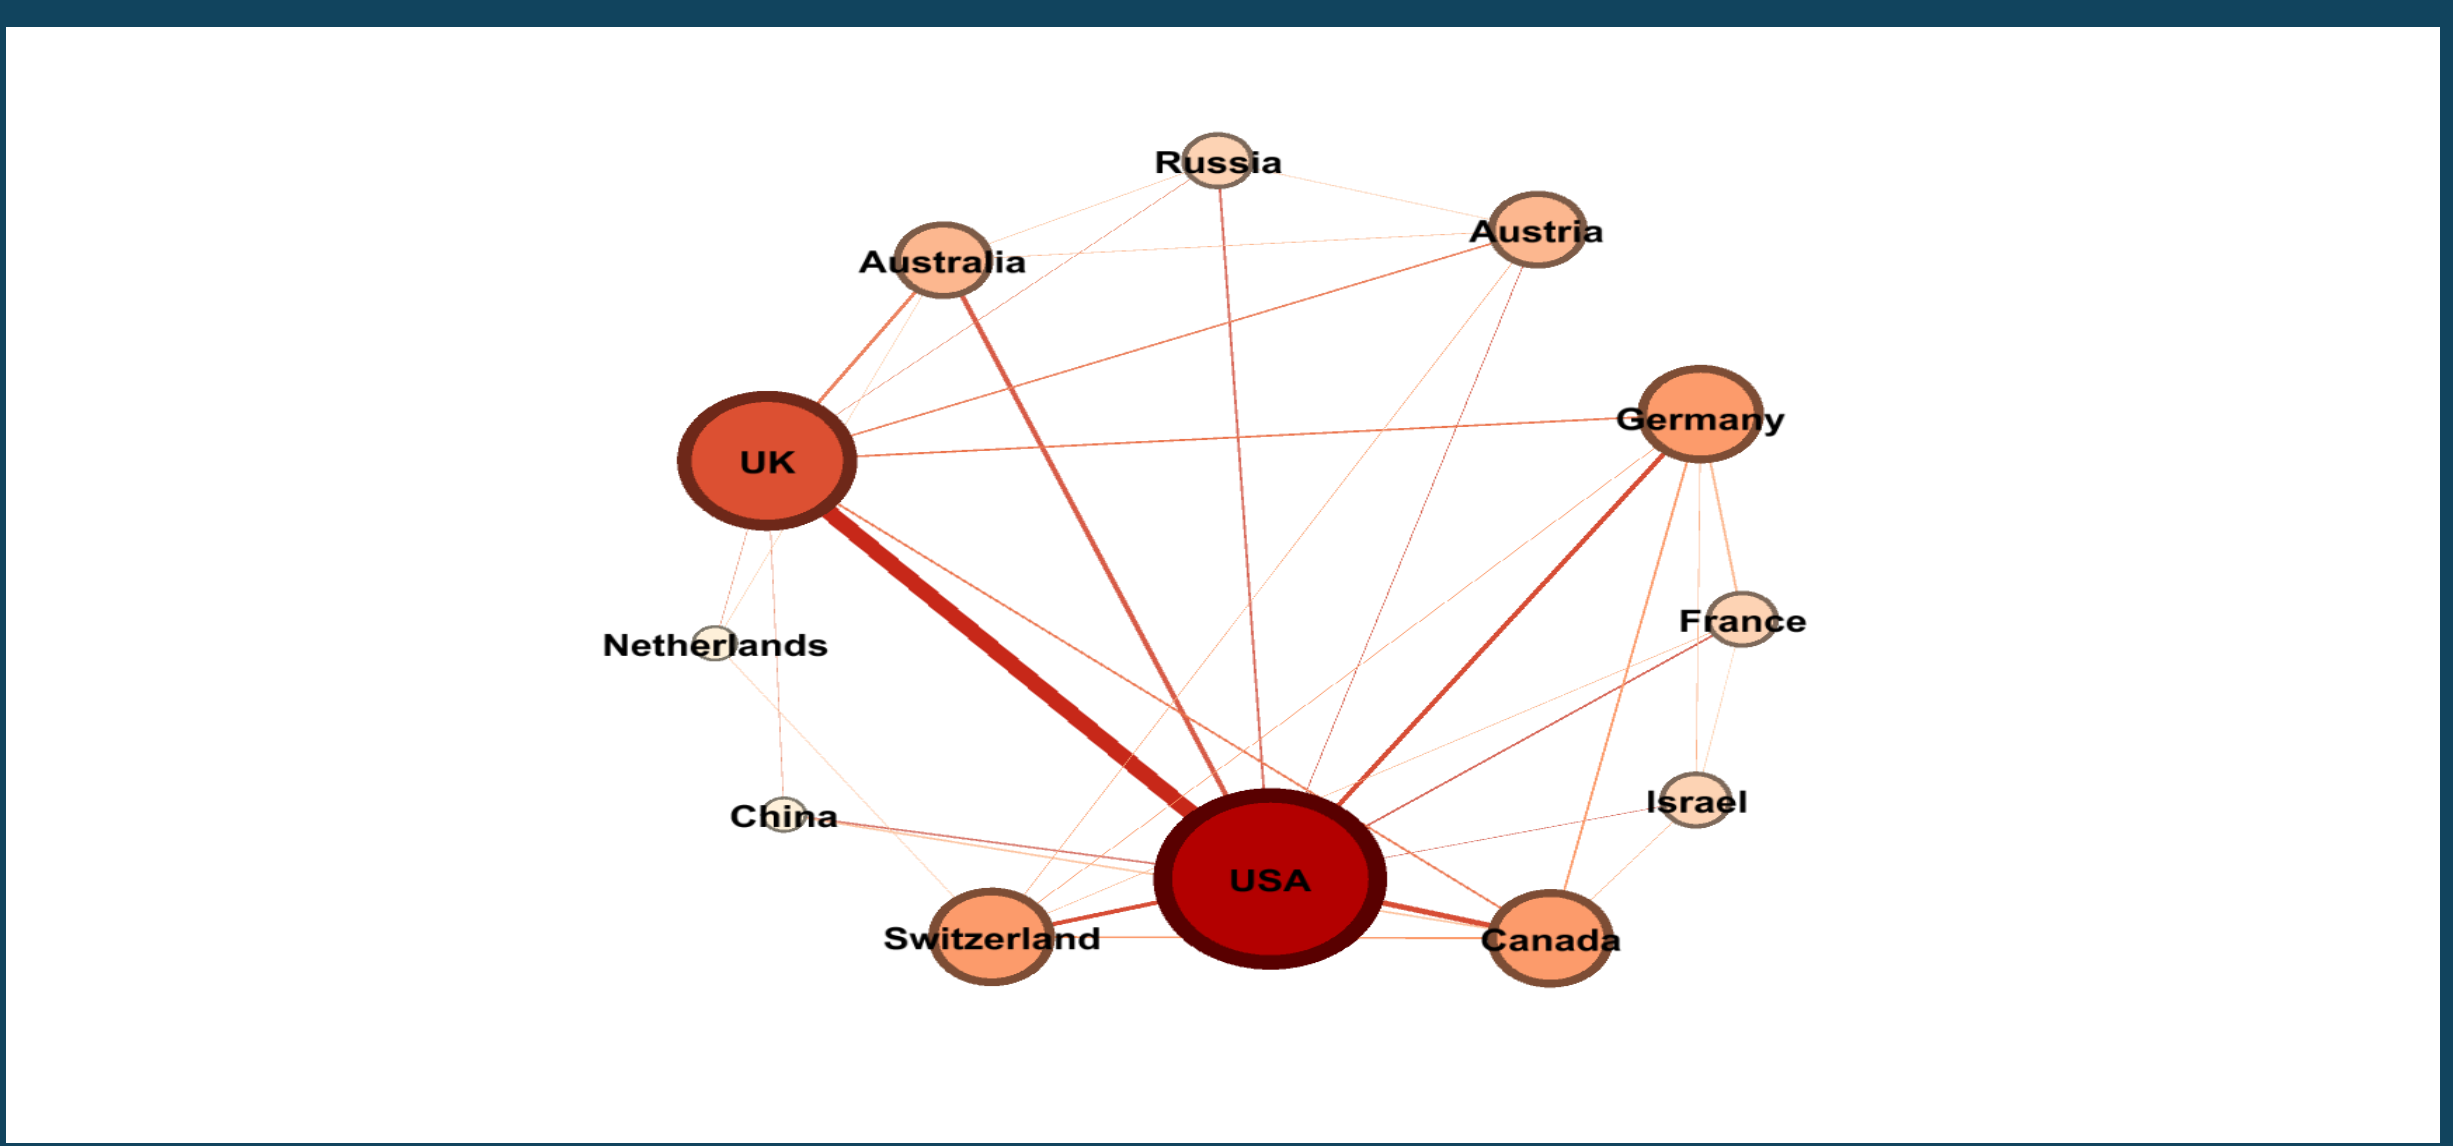 Russia
Austria
Australia
Germany
UK
France
Netherlands
Israel
China
USA
Switzerland
Canada